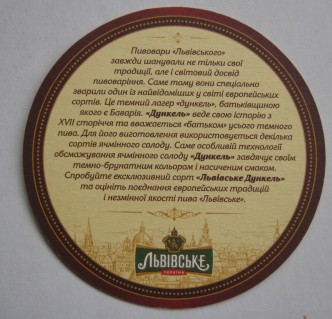 Пивовари «Львівського»
завжди шанували не тільки свої
традиції, але і світовий досвід
пивоваріння. Саме тому вони спеціально
зварили один із найвідоміших у світі європейських
сортів. Це темний лагер «дункель», батьківщиною
якого є Баварія. «Дункель» веде свою історію з
XVII сторіччя та вважається «батьком» усього темного
пива. Для його виготовлення використовується декілька
сортів ячмінного солоду. Саме особливій технології
обсмажування ячмінного солоду «Дункель» завдячує своїм
темно-брунатним кольором і насиченим смаком.
Спробуйте ексклюзивний сорт «Львівське Дункель»
та оцініть поєднання європейських традицій
і незмінної якості пива «Львівське».
ЛЬВІВСЬКЕ
УКРАЇНА